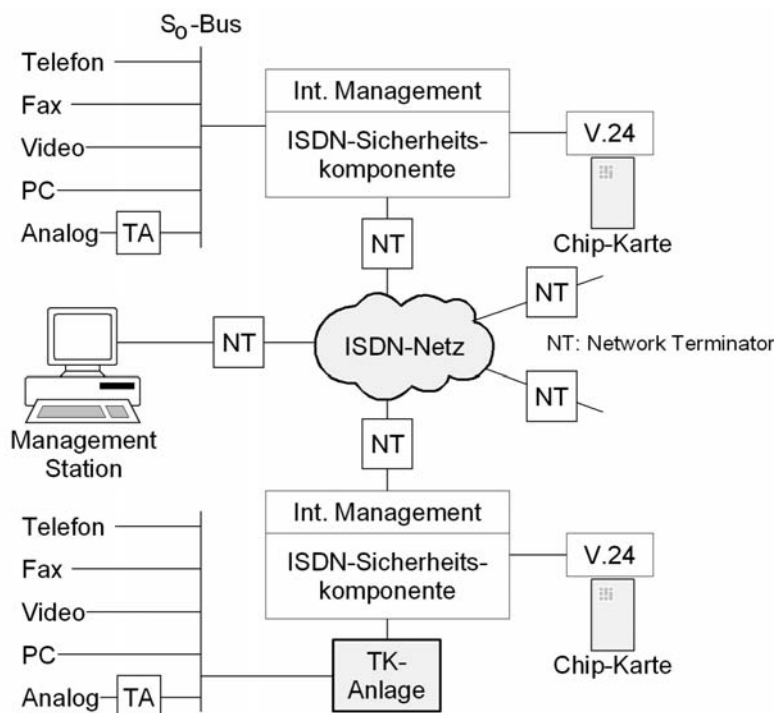 S0-Bus
Telefon
Fax
Video
PC
Analog
TA
Int. Management
ISDN-Sicherheits-
komponente
V.24
Chip-Karte
NT
NT
NT
ISDN-Netz
NT: Network Terminator
NT
NT
Management
Station
Int. Management
ISDN-Sicherheits-
komponente
V.24
Chip-Karte
Telefon
Fax
Video
PC
Analog
TA
TK-
Anlage